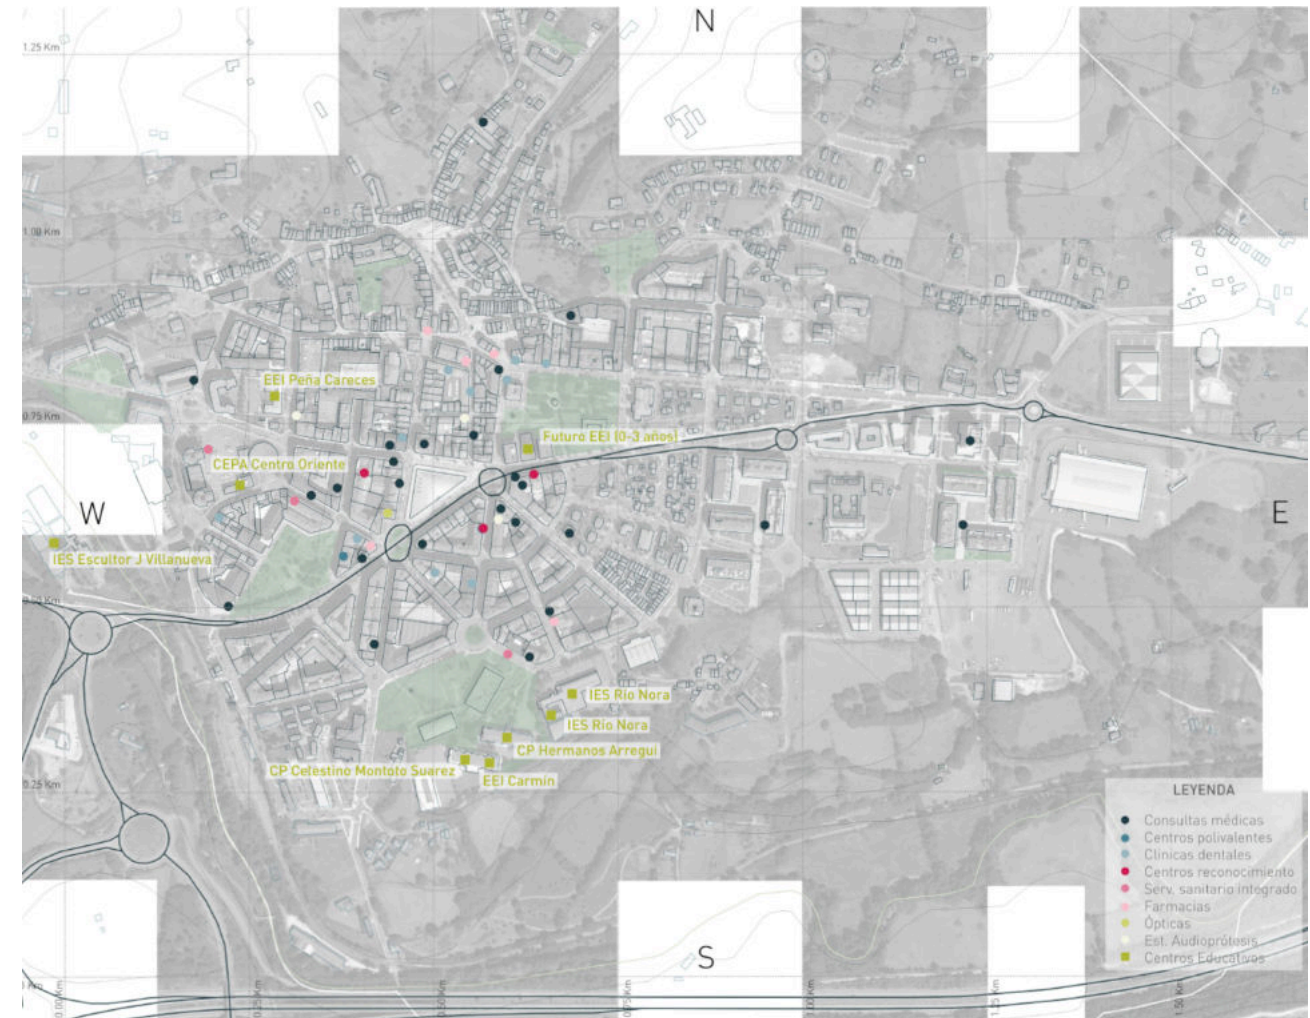 N
1.25 Km
1.00 Km
EEI Peña Careces
0.75 Km
Futuro EEI (0-3 años)
CEPA Centro Oriente
W
E
IES Escultor J Villanueva
IES Río Nora
IES Río Nora
CP Hermanos Arregui
CP Celestino Montoto Suarez
EEI Carmín
0.25 Km
LEYENDA
Consultas médicas
Centros polivalentes
Clínicas dentales
Centros reconocimiento
Serv. sanitario integrado
Farmacias
Ópticas
Est. Audioprótesis
Centros Educativos
S
0.00 Km
0.25 Km
0.50 Km
0.75 Km
1.00 Km
1.25 Km
1.50 Km